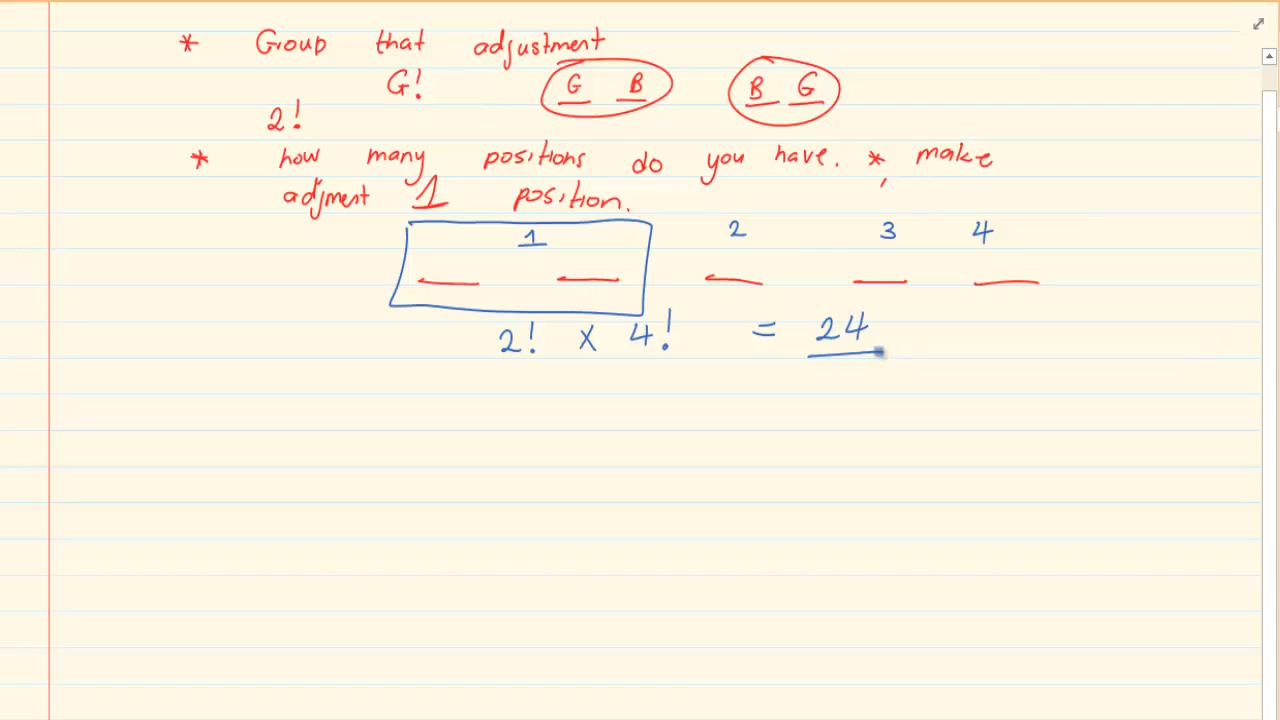 * Group that adjustment
G! G B B G
2!
* how many positions do you have. * make
adjment 1 position.
1 2 3 4
2! x 4! = 24